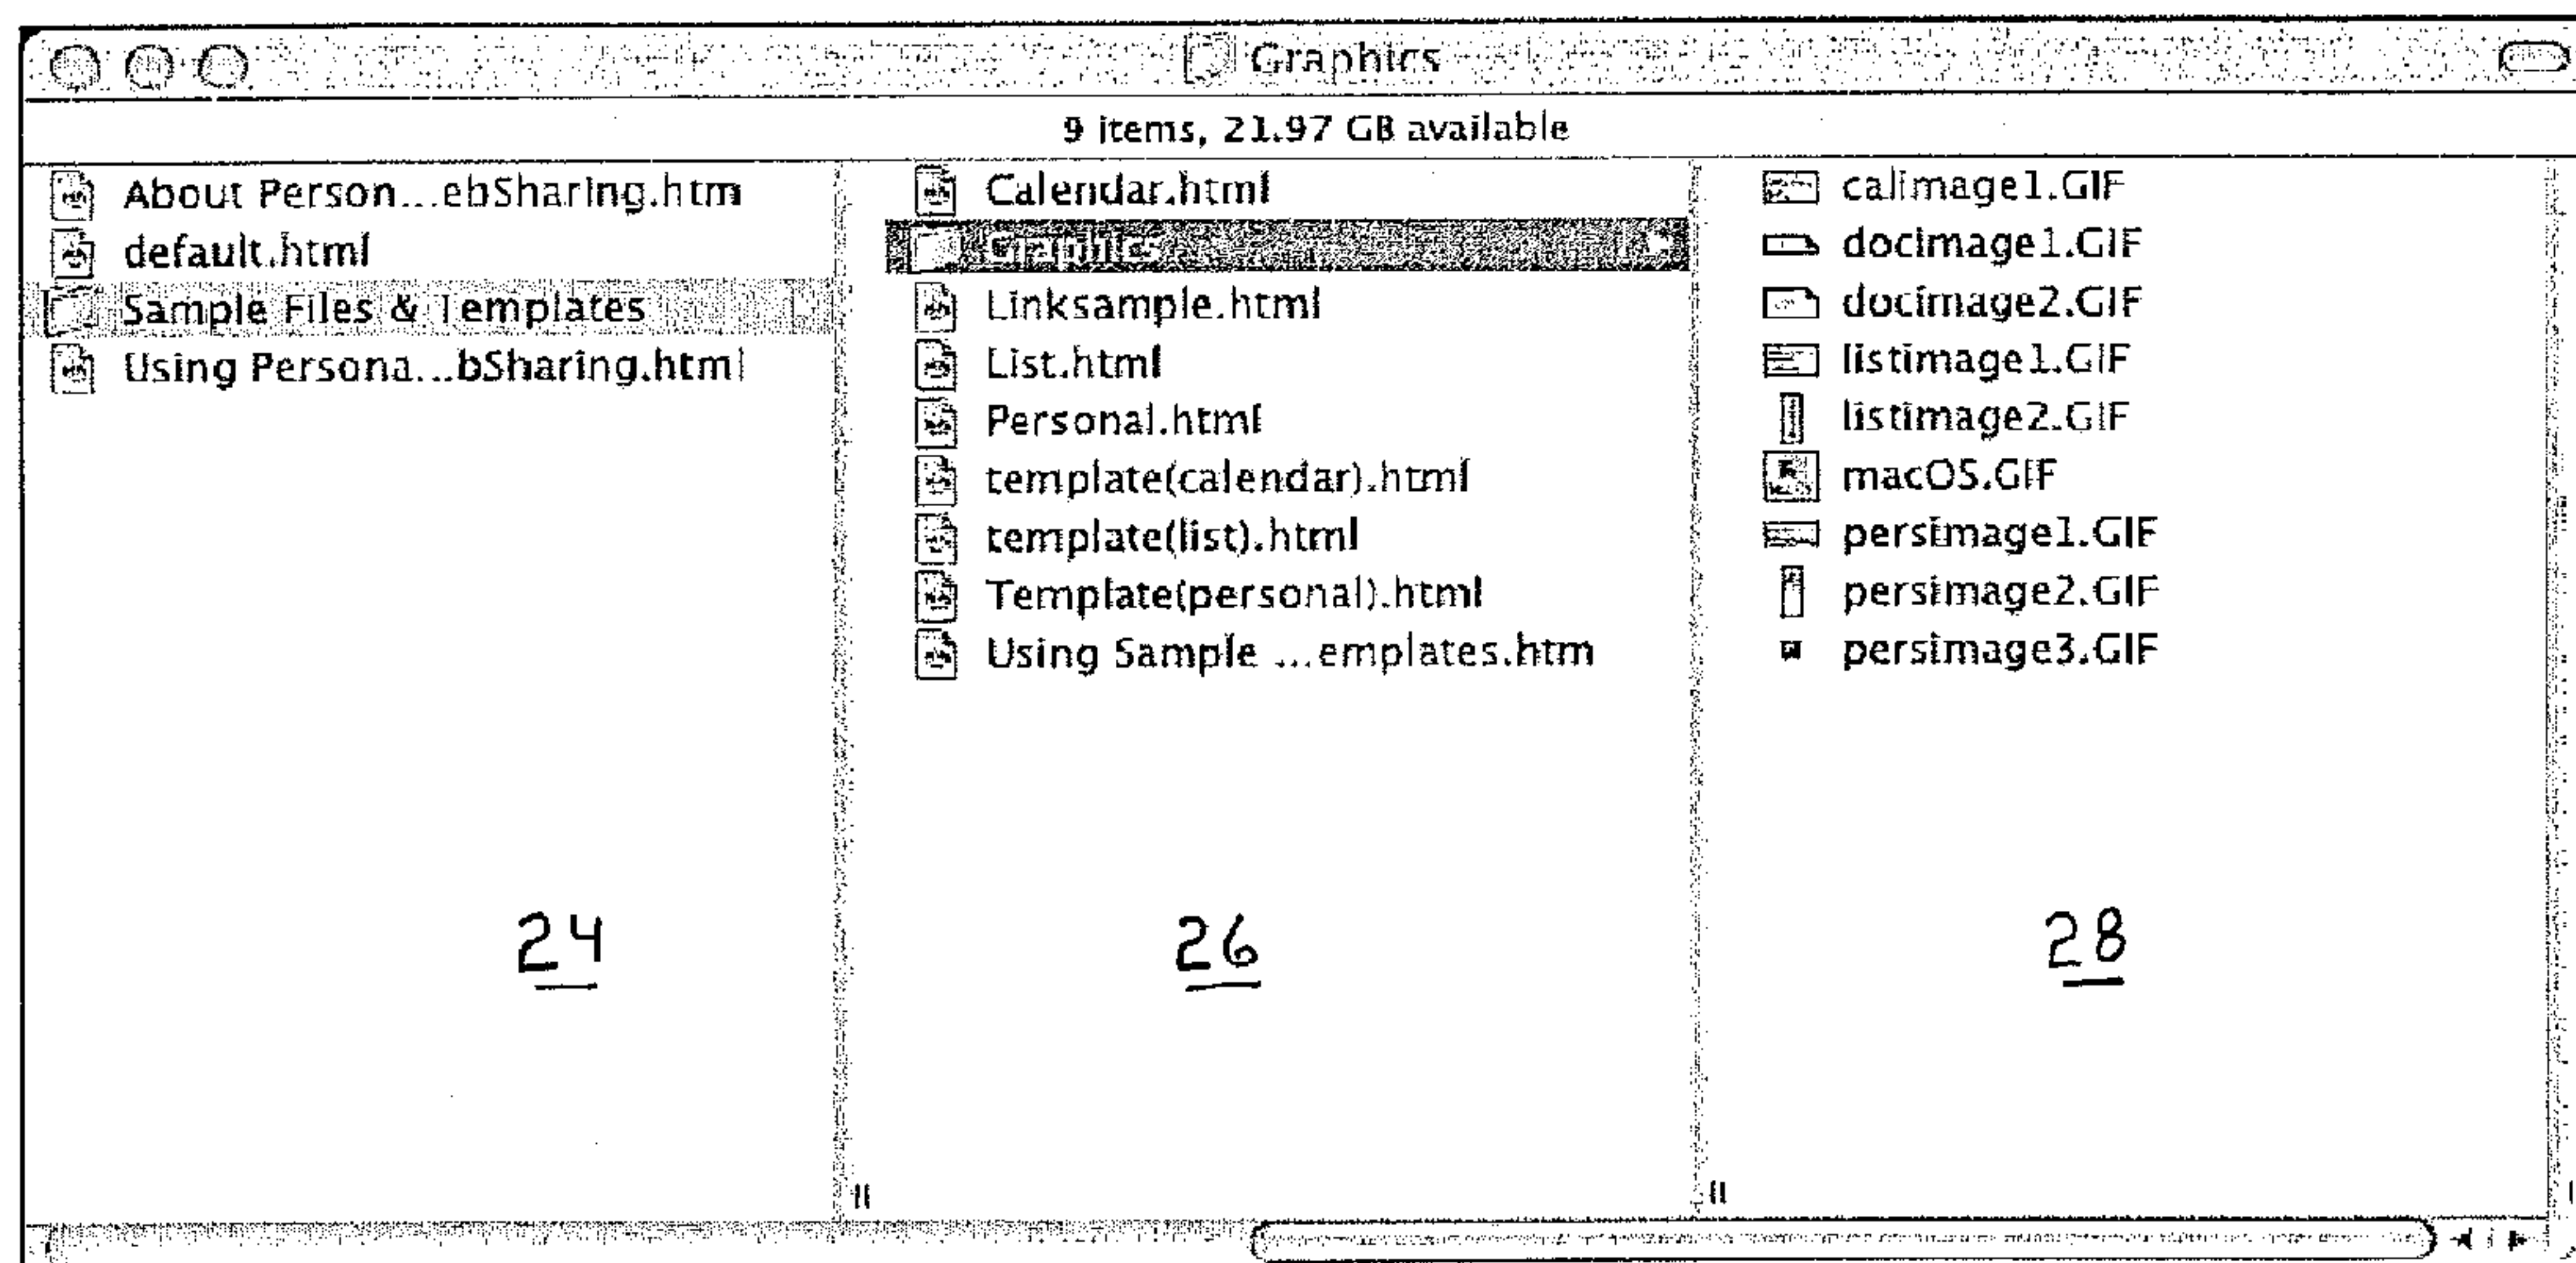 Graphics
9 items, 21.97 GB available
About Person...ebSharing.htm
default.html
Sample Files & Templates
Using Persona...bSharing.html
24
Calendar.html
Graphics
Linksample.html
List.html
Personal.html
template(calendar).html
template(list).html
Template(personal).html
Using Sample ...emplates.htm
26
calimage1.GIF
docimage1.GIF
docimage2.GIF
listimage1.GIF
listimage2.GIF
macOS.GIF
persimage1.GIF
persimage2.GIF
persimage3.GIF
28